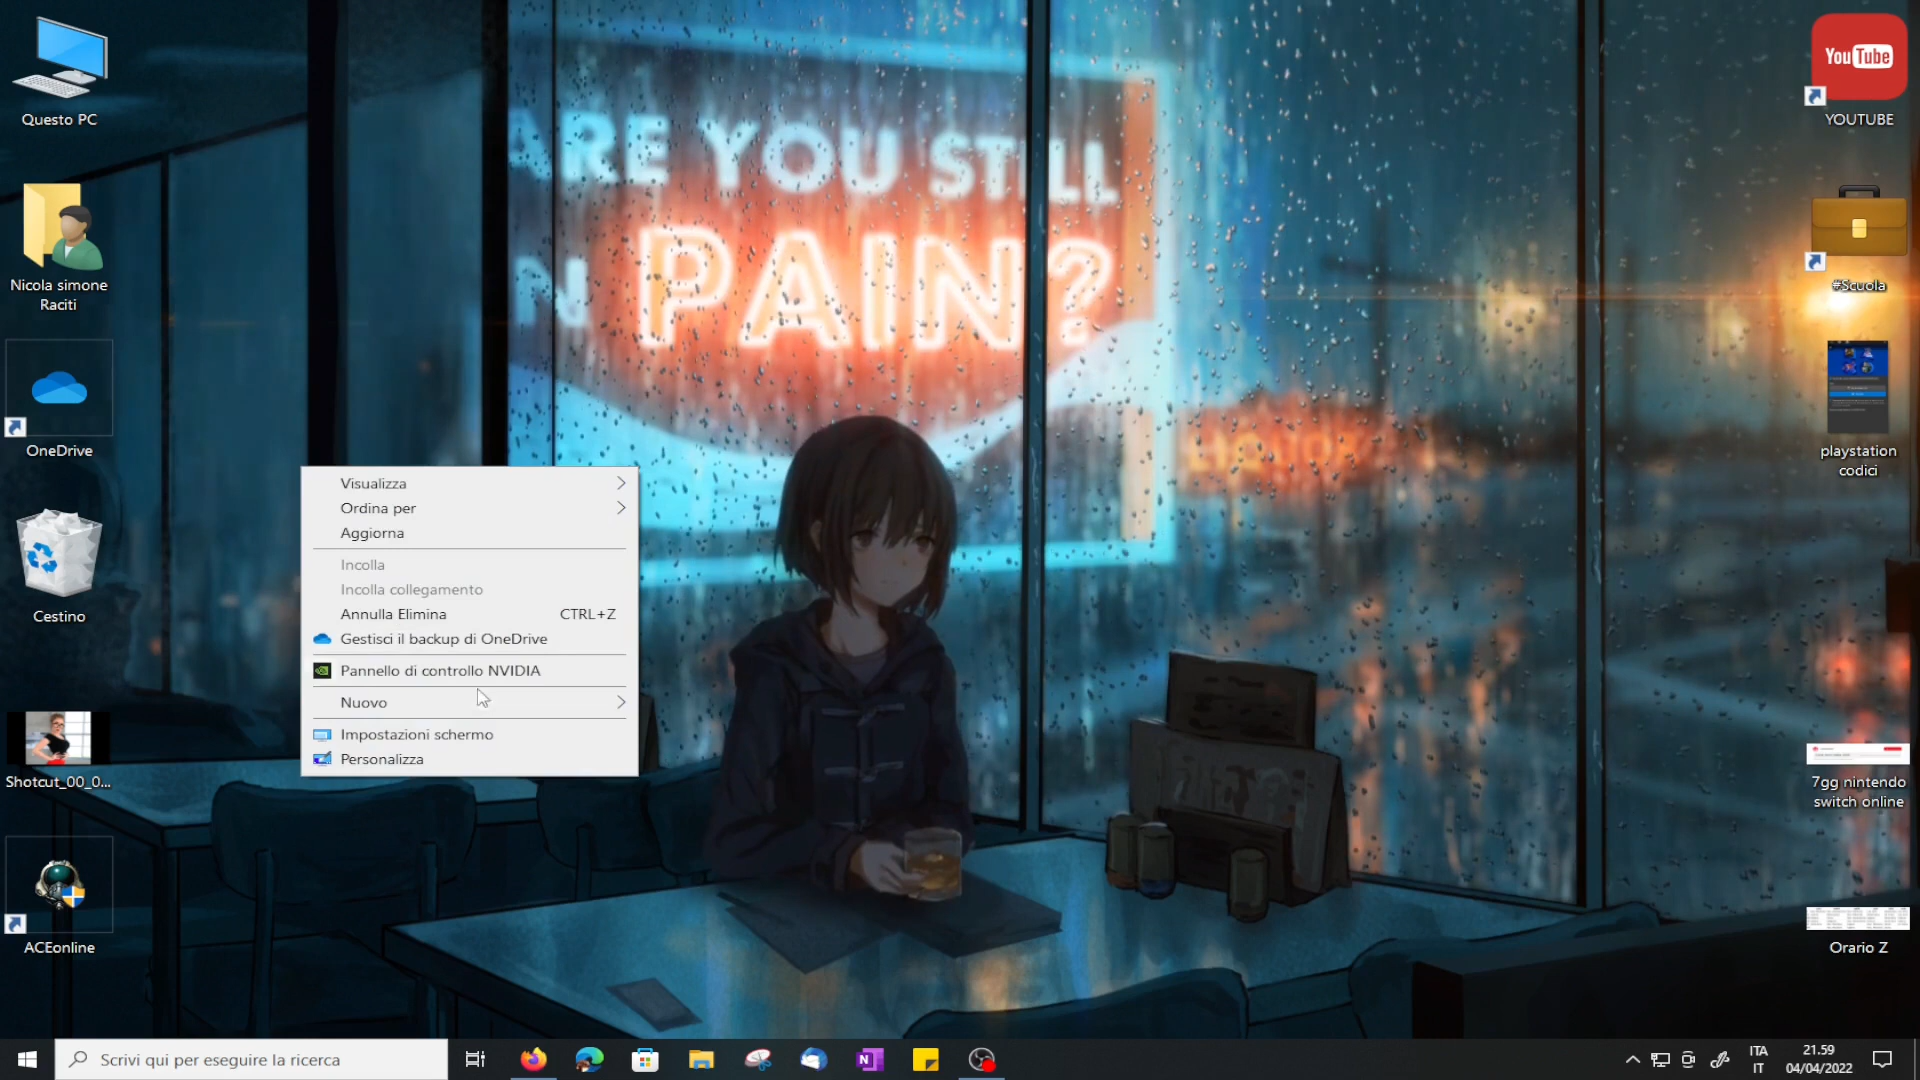 Questo PC
Nicola simone
Raciti
OneDrive
Cestino
Shotcut_00_0...
ACEonline
ARE YOU STILL
IN PAIN?
LIQUOR
Visualizza
Ordina per
Aggiorna
Incolla
Incolla collegamento
Annulla Elimina CTRL+Z
Gestisci il backup di OneDrive
Pannello di controllo NVIDIA
Nuovo
Impostazioni schermo
Personalizza
YouTube
YOUTUBE
#Scuola
playstation
codici
7gg nintendo
switch online
Orario Z
Scrivi qui per eseguire la ricerca
N
ITA
IT
21.59
04/04/2022